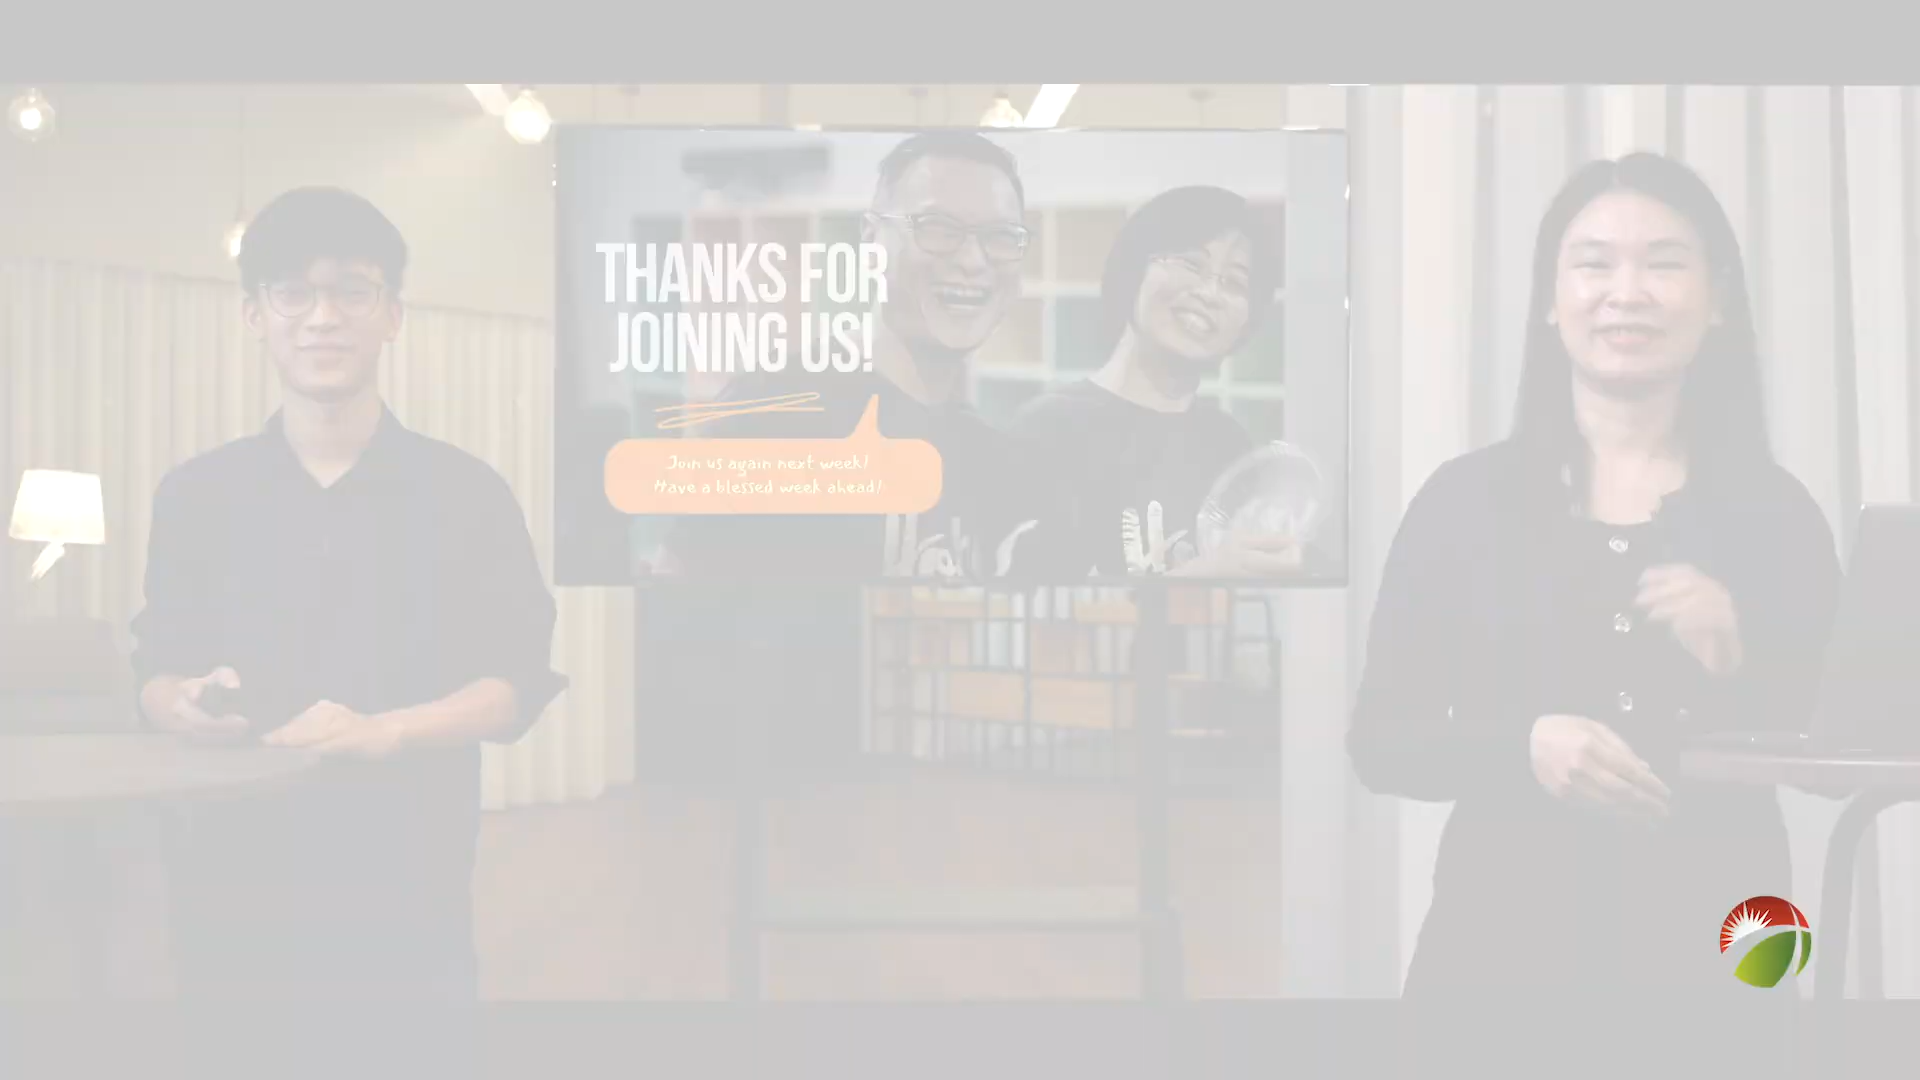 THANKS FOR
JOINING US!
Join us again next week!
Have a blessed week ahead!